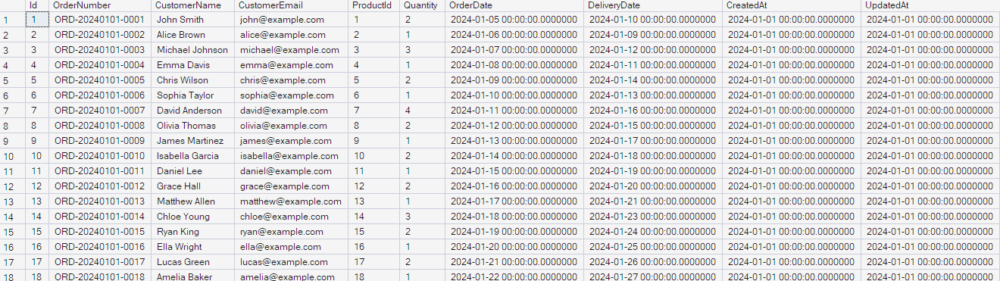 Id OrderNumber CustomerName CustomerEmail ProductId Quantity OrderDate DeliveryDate CreatedAt UpdatedAt
1 1 ORD-20240101-0001 John Smith john@example.com 1 2 2024-01-05 00:00:00.0000000 2024-01-10 00:00:00.0000000 2024-01-01 00:00:00.0000000 2024-01-01 00:00:00.0000000
2 2 ORD-20240101-0002 Alice Brown alice@example.com 2 1 2024-01-06 00:00:00.0000000 2024-01-09 00:00:00.0000000 2024-01-01 00:00:00.0000000 2024-01-01 00:00:00.0000000
3 3 ORD-20240101-0003 Michael Johnson michael@example.com 3 3 2024-01-07 00:00:00.0000000 2024-01-12 00:00:00.0000000 2024-01-01 00:00:00.0000000 2024-01-01 00:00:00.0000000
4 4 ORD-20240101-0004 Emma Davis emma@example.com 4 1 2024-01-08 00:00:00.0000000 2024-01-11 00:00:00.0000000 2024-01-01 00:00:00.0000000 2024-01-01 00:00:00.0000000
5 5 ORD-20240101-0005 Chris Wilson chris@example.com 5 2 2024-01-09 00:00:00.0000000 2024-01-14 00:00:00.0000000 2024-01-01 00:00:00.0000000 2024-01-01 00:00:00.0000000
6 6 ORD-20240101-0006 Sophia Taylor sophia@example.com 6 1 2024-01-10 00:00:00.0000000 2024-01-13 00:00:00.0000000 2024-01-01 00:00:00.0000000 2024-01-01 00:00:00.0000000
7 7 ORD-20240101-0007 David Anderson david@example.com 7 4 2024-01-11 00:00:00.0000000 2024-01-16 00:00:00.0000000 2024-01-01 00:00:00.0000000 2024-01-01 00:00:00.0000000
8 8 ORD-20240101-0008 Olivia Thomas olivia@example.com 8 2 2024-01-12 00:00:00.0000000 2024-01-15 00:00:00.0000000 2024-01-01 00:00:00.0000000 2024-01-01 00:00:00.0000000
9 9 ORD-20240101-0009 James Martinez james@example.com 9 1 2024-01-13 00:00:00.0000000 2024-01-17 00:00:00.0000000 2024-01-01 00:00:00.0000000 2024-01-01 00:00:00.0000000
10 10 ORD-20240101-0010 Isabella Garcia isabella@example.com 10 2 2024-01-14 00:00:00.0000000 2024-01-18 00:00:00.0000000 2024-01-01 00:00:00.0000000 2024-01-01 00:00:00.0000000
11 11 ORD-20240101-0011 Daniel Lee daniel@example.com 11 1 2024-01-15 00:00:00.0000000 2024-01-19 00:00:00.0000000 2024-01-01 00:00:00.0000000 2024-01-01 00:00:00.0000000
12 12 ORD-20240101-0012 Grace Hall grace@example.com 12 2 2024-01-16 00:00:00.0000000 2024-01-20 00:00:00.0000000 2024-01-01 00:00:00.0000000 2024-01-01 00:00:00.0000000
13 13 ORD-20240101-0013 Matthew Allen matthew@example.com 13 1 2024-01-17 00:00:00.0000000 2024-01-21 00:00:00.0000000 2024-01-01 00:00:00.0000000 2024-01-01 00:00:00.0000000
14 14 ORD-20240101-0014 Chloe Young chloe@example.com 14 3 2024-01-18 00:00:00.0000000 2024-01-23 00:00:00.0000000 2024-01-01 00:00:00.0000000 2024-01-01 00:00:00.0000000
15 15 ORD-20240101-0015 Ryan King ryan@example.com 15 2 2024-01-19 00:00:00.0000000 2024-01-24 00:00:00.0000000 2024-01-01 00:00:00.0000000 2024-01-01 00:00:00.0000000
16 16 ORD-20240101-0016 Ella Wright ella@example.com 16 1 2024-01-20 00:00:00.0000000 2024-01-25 00:00:00.0000000 2024-01-01 00:00:00.0000000 2024-01-01 00:00:00.0000000
17 17 ORD-20240101-0017 Lucas Green lucas@example.com 17 2 2024-01-21 00:00:00.0000000 2024-01-26 00:00:00.0000000 2024-01-01 00:00:00.0000000 2024-01-01 00:00:00.0000000
18 18 ORD-20240101-0018 Amelia Baker amelia@example.com 18 1 2024-01-22 00:00:00.0000000 2024-01-27 00:00:00.0000000 2024-01-01 00:00:00.0000000 2024-01-01 00:00:00.0000000